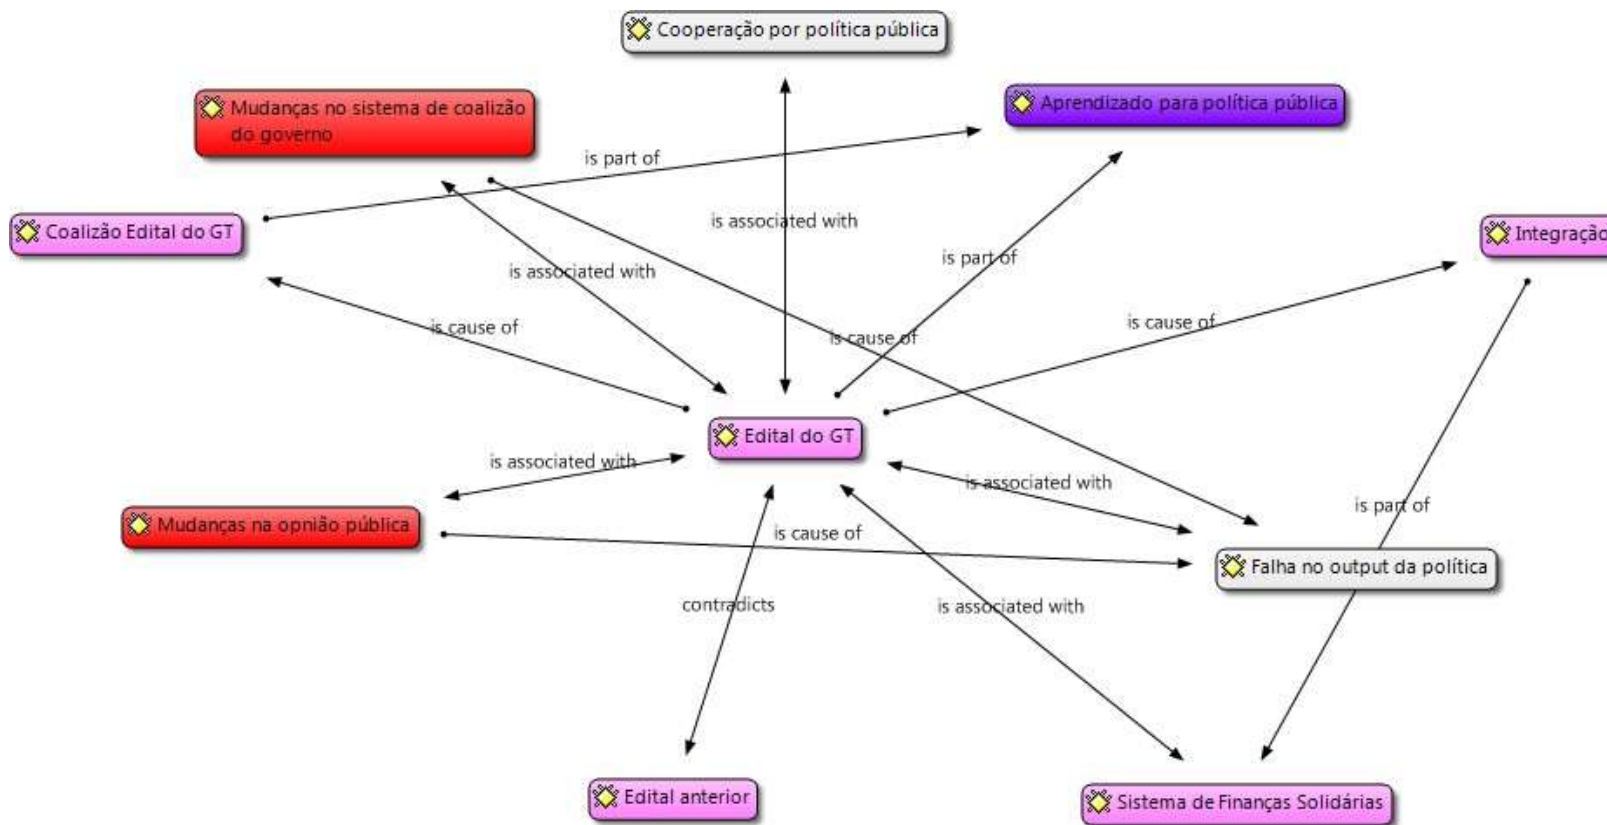 Cooperação por política pública
Mudanças no sistema de coalizão
do governo
Aprendizado para política pública
is part of
is associated with
Coalizão Edital do GT
Integração
is part of
is associated with
is cause of
is cause of
is cause of
Edital do GT
is associated with
is associated with
is part of
Mudanças na opnião pública
is cause of
Falha no output da política
contradicts
is associated with
Edital anterior
Sistema de Finanças Solidárias